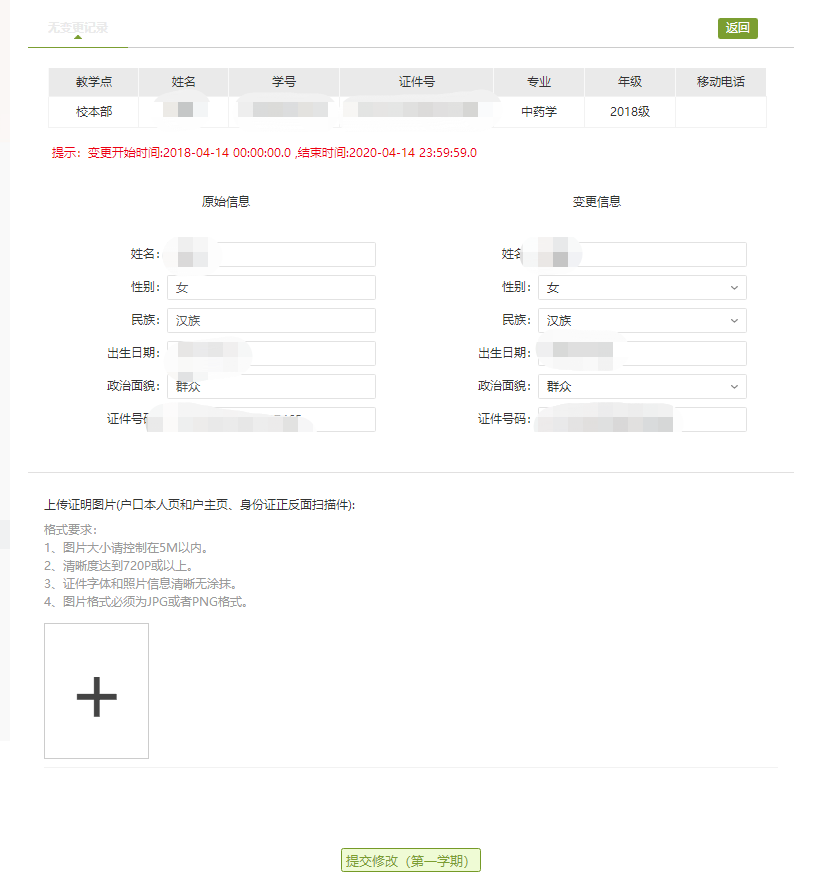 无变更记录
返回
教学点 姓名 学号 证件号 专业 年级 移动电话
校本部 中药学 2018级
提示：变更开始时间:2018-04-14 00:00:00.0 ,结束时间:2020-04-14 23:59:59.0
原始信息 变更信息
姓名： 姓名
性别： 女 性别： 女
民族： 汉族 民族： 汉族
出生日期： 出生日期：
政治面貌： 群众 政治面貌： 群众
证件号码 证件号码：
上传证明图片(户口本人页和户主页、身份证正反面扫描件):
格式要求：
1、图片大小请控制在5M以内。
2、清晰度达到720P或以上。
3、证件字体和照片信息清晰无涂抹。
4、图片格式必须为JPG或者PNG格式。
提交修改（第一学期）